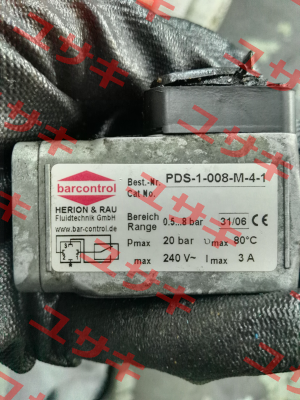 barcontrol
HERION & RAU
Fluidtechnik GmbH
www.bar-control.de
Best.-Nr. PDS-1-008-M-4-1
Cat No.
Bereich
Range 0.5...8 bar 31/06 CE
Pmax 20 bar υmax 80°C
max 240 V~ Imax 3 A
ユサキ
ユサキ
ユサキ
ユサキ
ユサキ
ユサキ